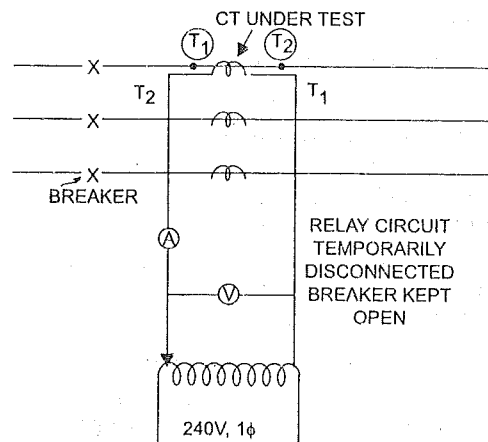 CT UNDER TEST
T1 T2
X
T2 T1
X
X
BREAKER
A
RELAY CIRCUIT
TEMPORARILY
DISCONNECTED
BREAKER KEPT
OPEN
V
240V, 1ϕ